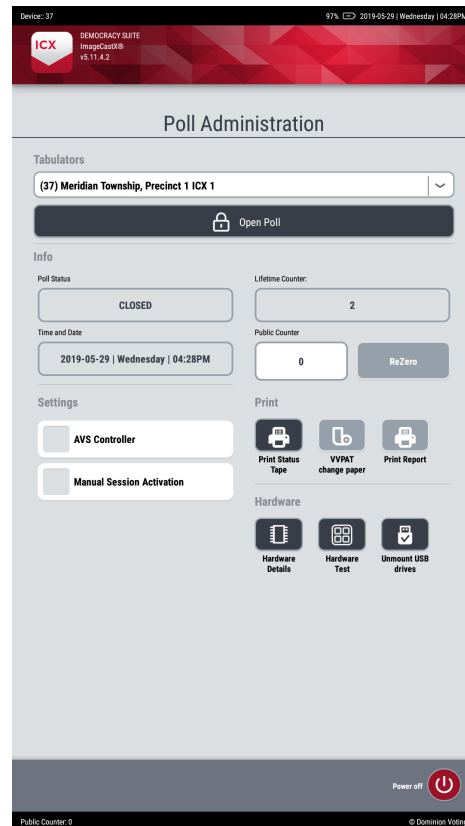 Device:: 37
97% 2019-05-29 | Wednesday | 04:28PM
ICX
DEMOCRACY SUITE
ImageCastX®
v5.11.4.2
Poll Administration
Tabulators
(37) Meridian Township, Precinct 1 ICX 1
Open Poll
Info
Poll Status
CLOSED
Lifetime Counter:
2
Time and Date
2019-05-29 | Wednesday | 04:28PM
Public Counter
0
ReZero
Settings
AVS Controller
Manual Session Activation
Print
Print Status
Tape
VVPAT
change paper
Print Report
Hardware
Hardware
Details
Hardware
Test
Unmount USB
drives
Power off
Public Counter: 0
© Dominion Voting